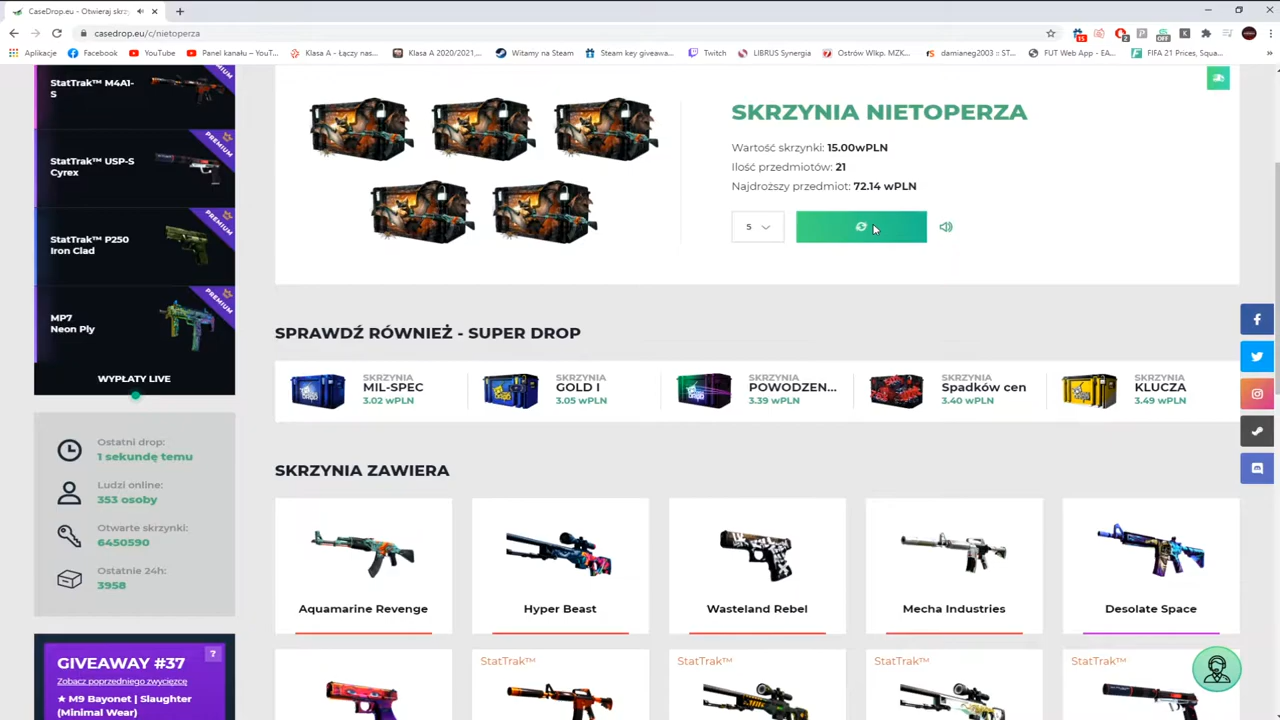 CaseDrop.eu - Otwieraj skrz
casedrop.eu/c/nietoperza
Aplikacje
Facebook
YouTube
Panel kanału – YouT...
Klasa A - Łączy nas...
Klasa A 2020/2021,...
Witamy na Steam
Steam key giveawa...
Twitch
LIBRUS Synergia
Ostrów Wlkp. MZK...
damianeg2003 :: ST...
FUT Web App - EA...
FIFA 21 Prices, Squa...
StatTrak™ M4A1-
S
PREMIUM
StatTrak™ USP-S
Cyrex
PREMIUM
StatTrak™ P250
Iron Clad
PREMIUM
MP7
Neon Ply
PREMIUM
WYPŁATY LIVE
Ostatni drop:
1 sekundę temu
Ludzi online:
353 osoby
Otwarte skrzynki:
6450590
Ostatnie 24h:
3958
GIVEAWAY #37
?
Zobacz poprzedniego zwycięzcę
★ M9 Bayonet | Slaughter
(Minimal Wear)
SKRZYNIA NIETOPERZA
Wartość skrzynki: 15.00wPLN
Ilość przedmiotów: 21
Najdroższy przedmiot: 72.14 wPLN
5
SPRAWDŹ RÓWNIEŻ - SUPER DROP
SKRZYNIA
MIL-SPEC
3.02 wPLN
SKRZYNIA
GOLD I
3.05 wPLN
SKRZYNIA
POWODZEN...
3.39 wPLN
SKRZYNIA
Spadków cen
3.40 wPLN
SKRZYNIA
KLUCZA
3.49 wPLN
SKRZYNIA ZAWIERA
Aquamarine Revenge
Hyper Beast
Wasteland Rebel
Mecha Industries
Desolate Space
StatTrak™
StatTrak™
StatTrak™
StatTrak™